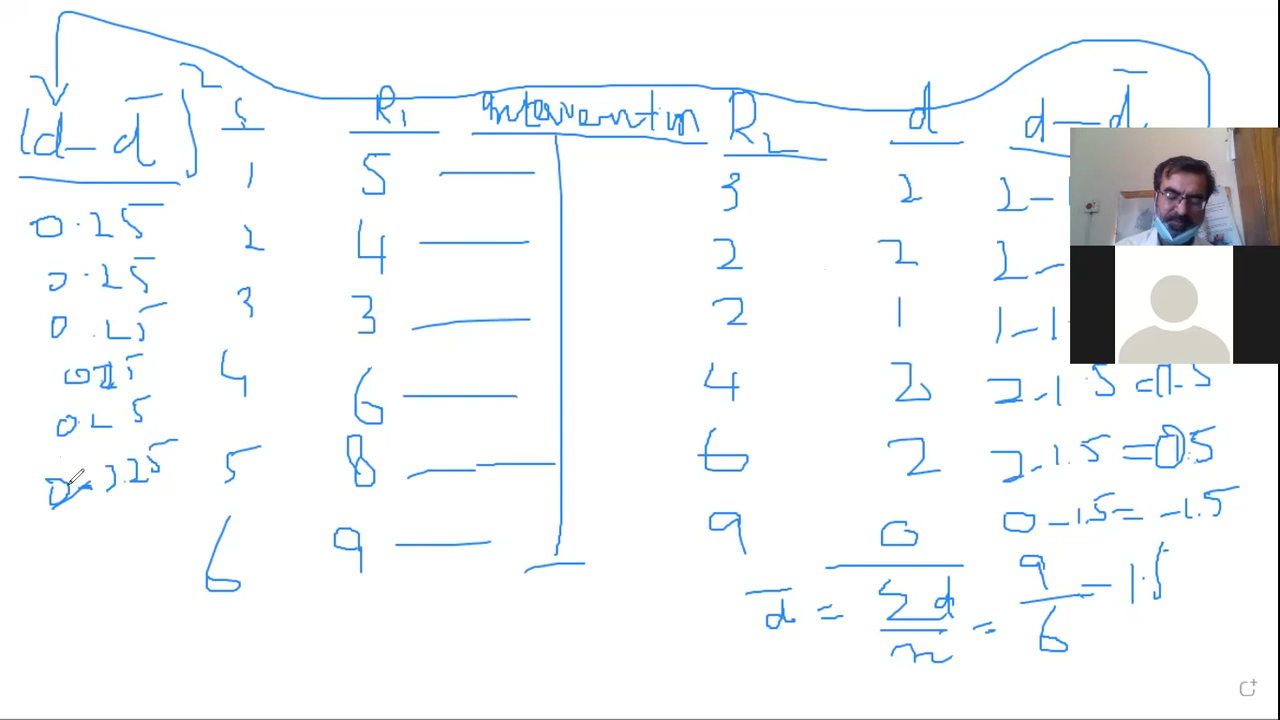 (d - d̄)² S R₁ Intervention R₂ d d - d̄
0.25 1 5 3 2 2 -
0.25 2 4 2 2 2 -
0.25 3 3 2 1 1 - 1
0.25 4 6 4 2 2 - 1.5 = 0.5
0.25 5 8 6 2 2 - 1.5 = 0.5
6 9 9 0 0 - 1.5 = -1.5
d̄ = Σd/n = 9/6 = 1.5